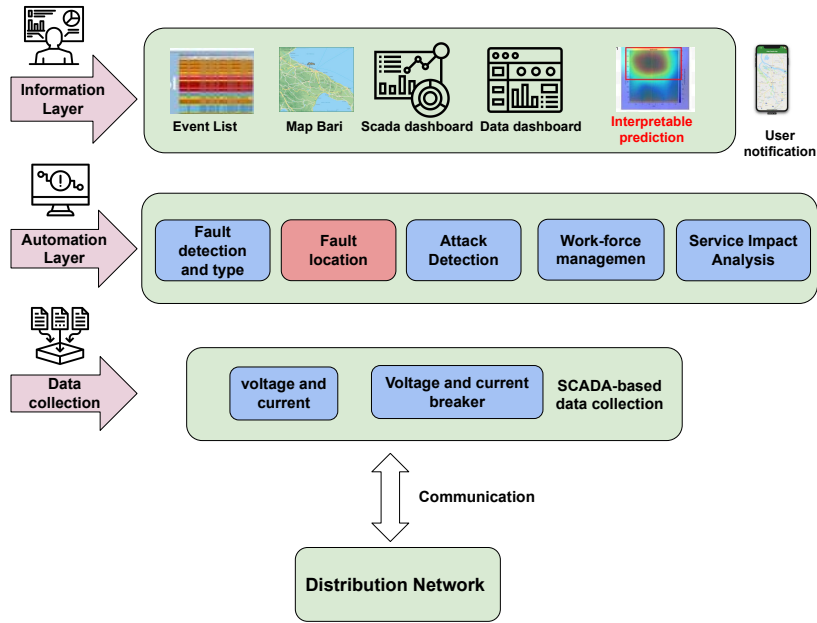 Information
Layer
Event List
Map Bari
Scada dashboard
Data dashboard
Interpretable
prediction
User
notification
Automation
Layer
Fault
detection
and type
Fault
location
Attack
Detection
Work-force
managemen
Service Impact
Analysis
Data
collection
voltage and
current
Voltage and current
breaker
SCADA-based
data collection
Communication
Distribution Network